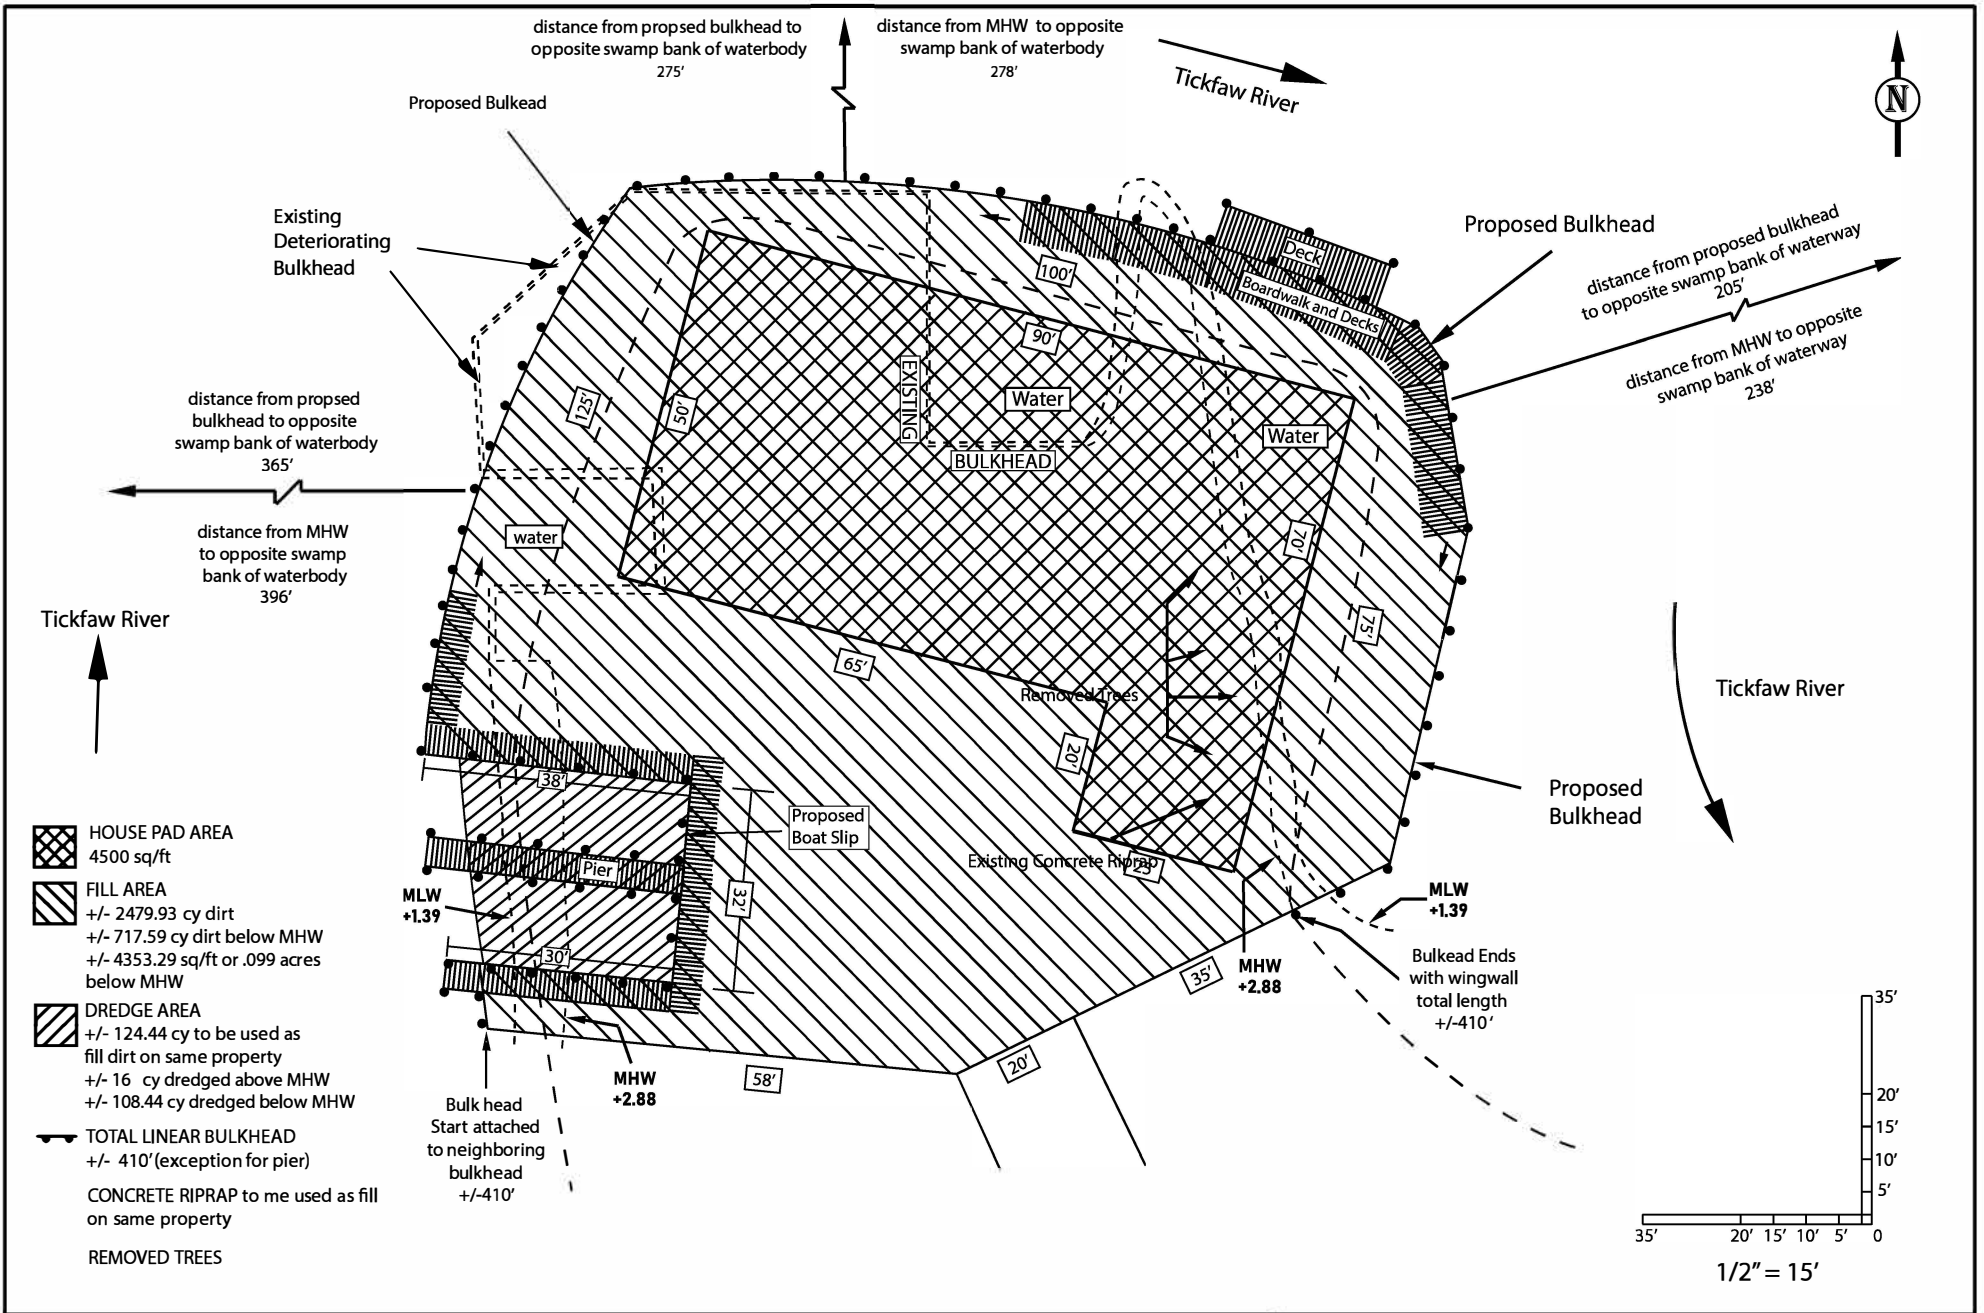 distance from propsed bulkhead to
opposite swamp bank of waterbody
275’
distance from MHW to opposite
swamp bank of waterbody
278’
Tickfaw River
N
Proposed Bulkead
Existing
Deteriorating
Bulkhead
Proposed Bulkhead
distance from proposed bulkhead
to opposite swamp bank of waterway
205’
distance from MHW to opposite
swamp bank of waterway
238’
Deck
Boardwalk and Decks
100’
90’
125’
50’
EXISTING
BULKHEAD
Water
Water
water
70’
75’
distance from propsed
bulkhead to opposite
swamp bank of waterbody
365’
distance from MHW
to opposite swamp
bank of waterbody
396’
Tickfaw River
Tickfaw River
65’
Removed Trees
20’
Existing Concrete Riprap
25’
Proposed
Bulkhead
38’
Proposed
Boat Slip
Pier
32’
30’
MLW
+1.39
MLW
+1.39
MHW
+2.88
MHW
+2.88
Bulkead Ends
with wingwall
total length
+/-410’
35’
20’
58’
Bulk head
Start attached
to neighboring
bulkhead
+/-410’
HOUSE PAD AREA
4500 sq/ft
FILL AREA
+/- 2479.93 cy dirt
+/- 717.59 cy dirt below MHW
+/- 4353.29 sq/ft or .099 acres
below MHW
DREDGE AREA
+/- 124.44 cy to be used as
fill dirt on same property
+/- 16 cy dredged above MHW
+/- 108.44 cy dredged below MHW
TOTAL LINEAR BULKHEAD
+/- 410’(exception for pier)
CONCRETE RIPRAP to me used as fill
on same property
REMOVED TREES
35’
20’
15’
10’
5’
35’ 20’ 15’ 10’ 5’ 0
1/2” = 15’